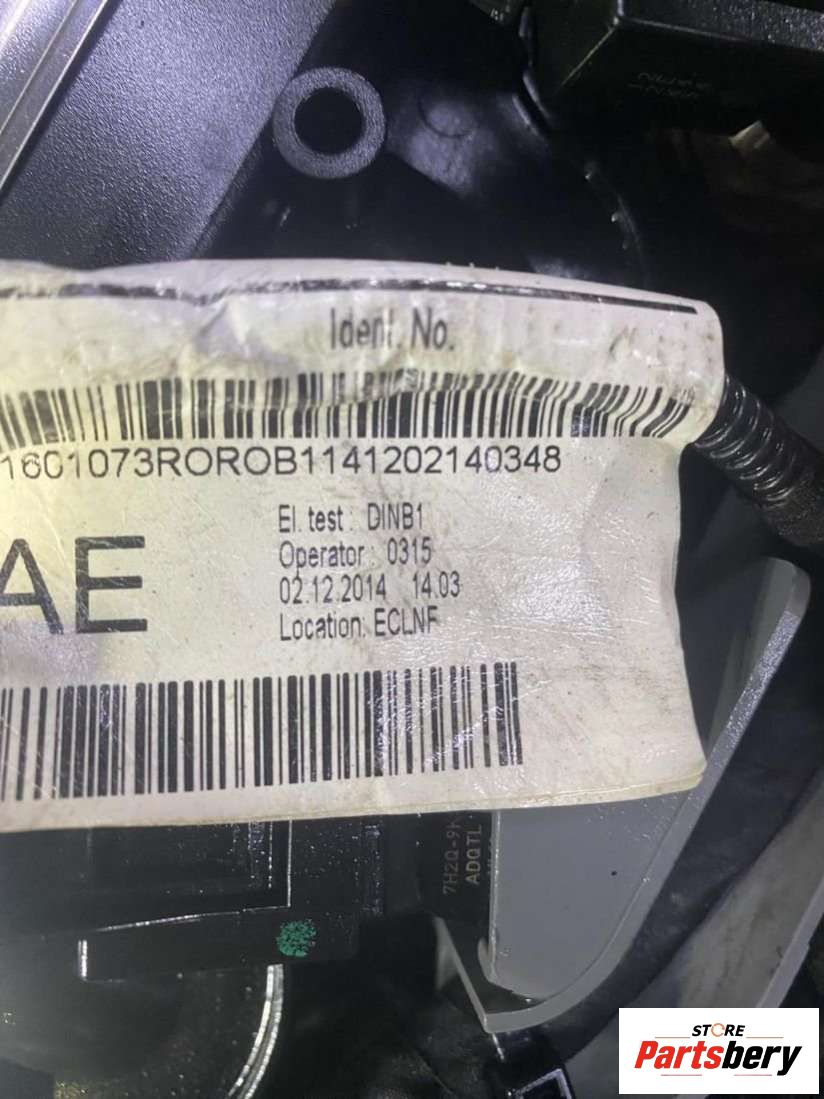 Ident. No.
1601073ROROB1141202140348
El. test : DINB1
Operator : 0315
02.12.2014 14.03
Location: ECLNF
AE
7H2Q-9
ADQTL
STORE
Partsbery